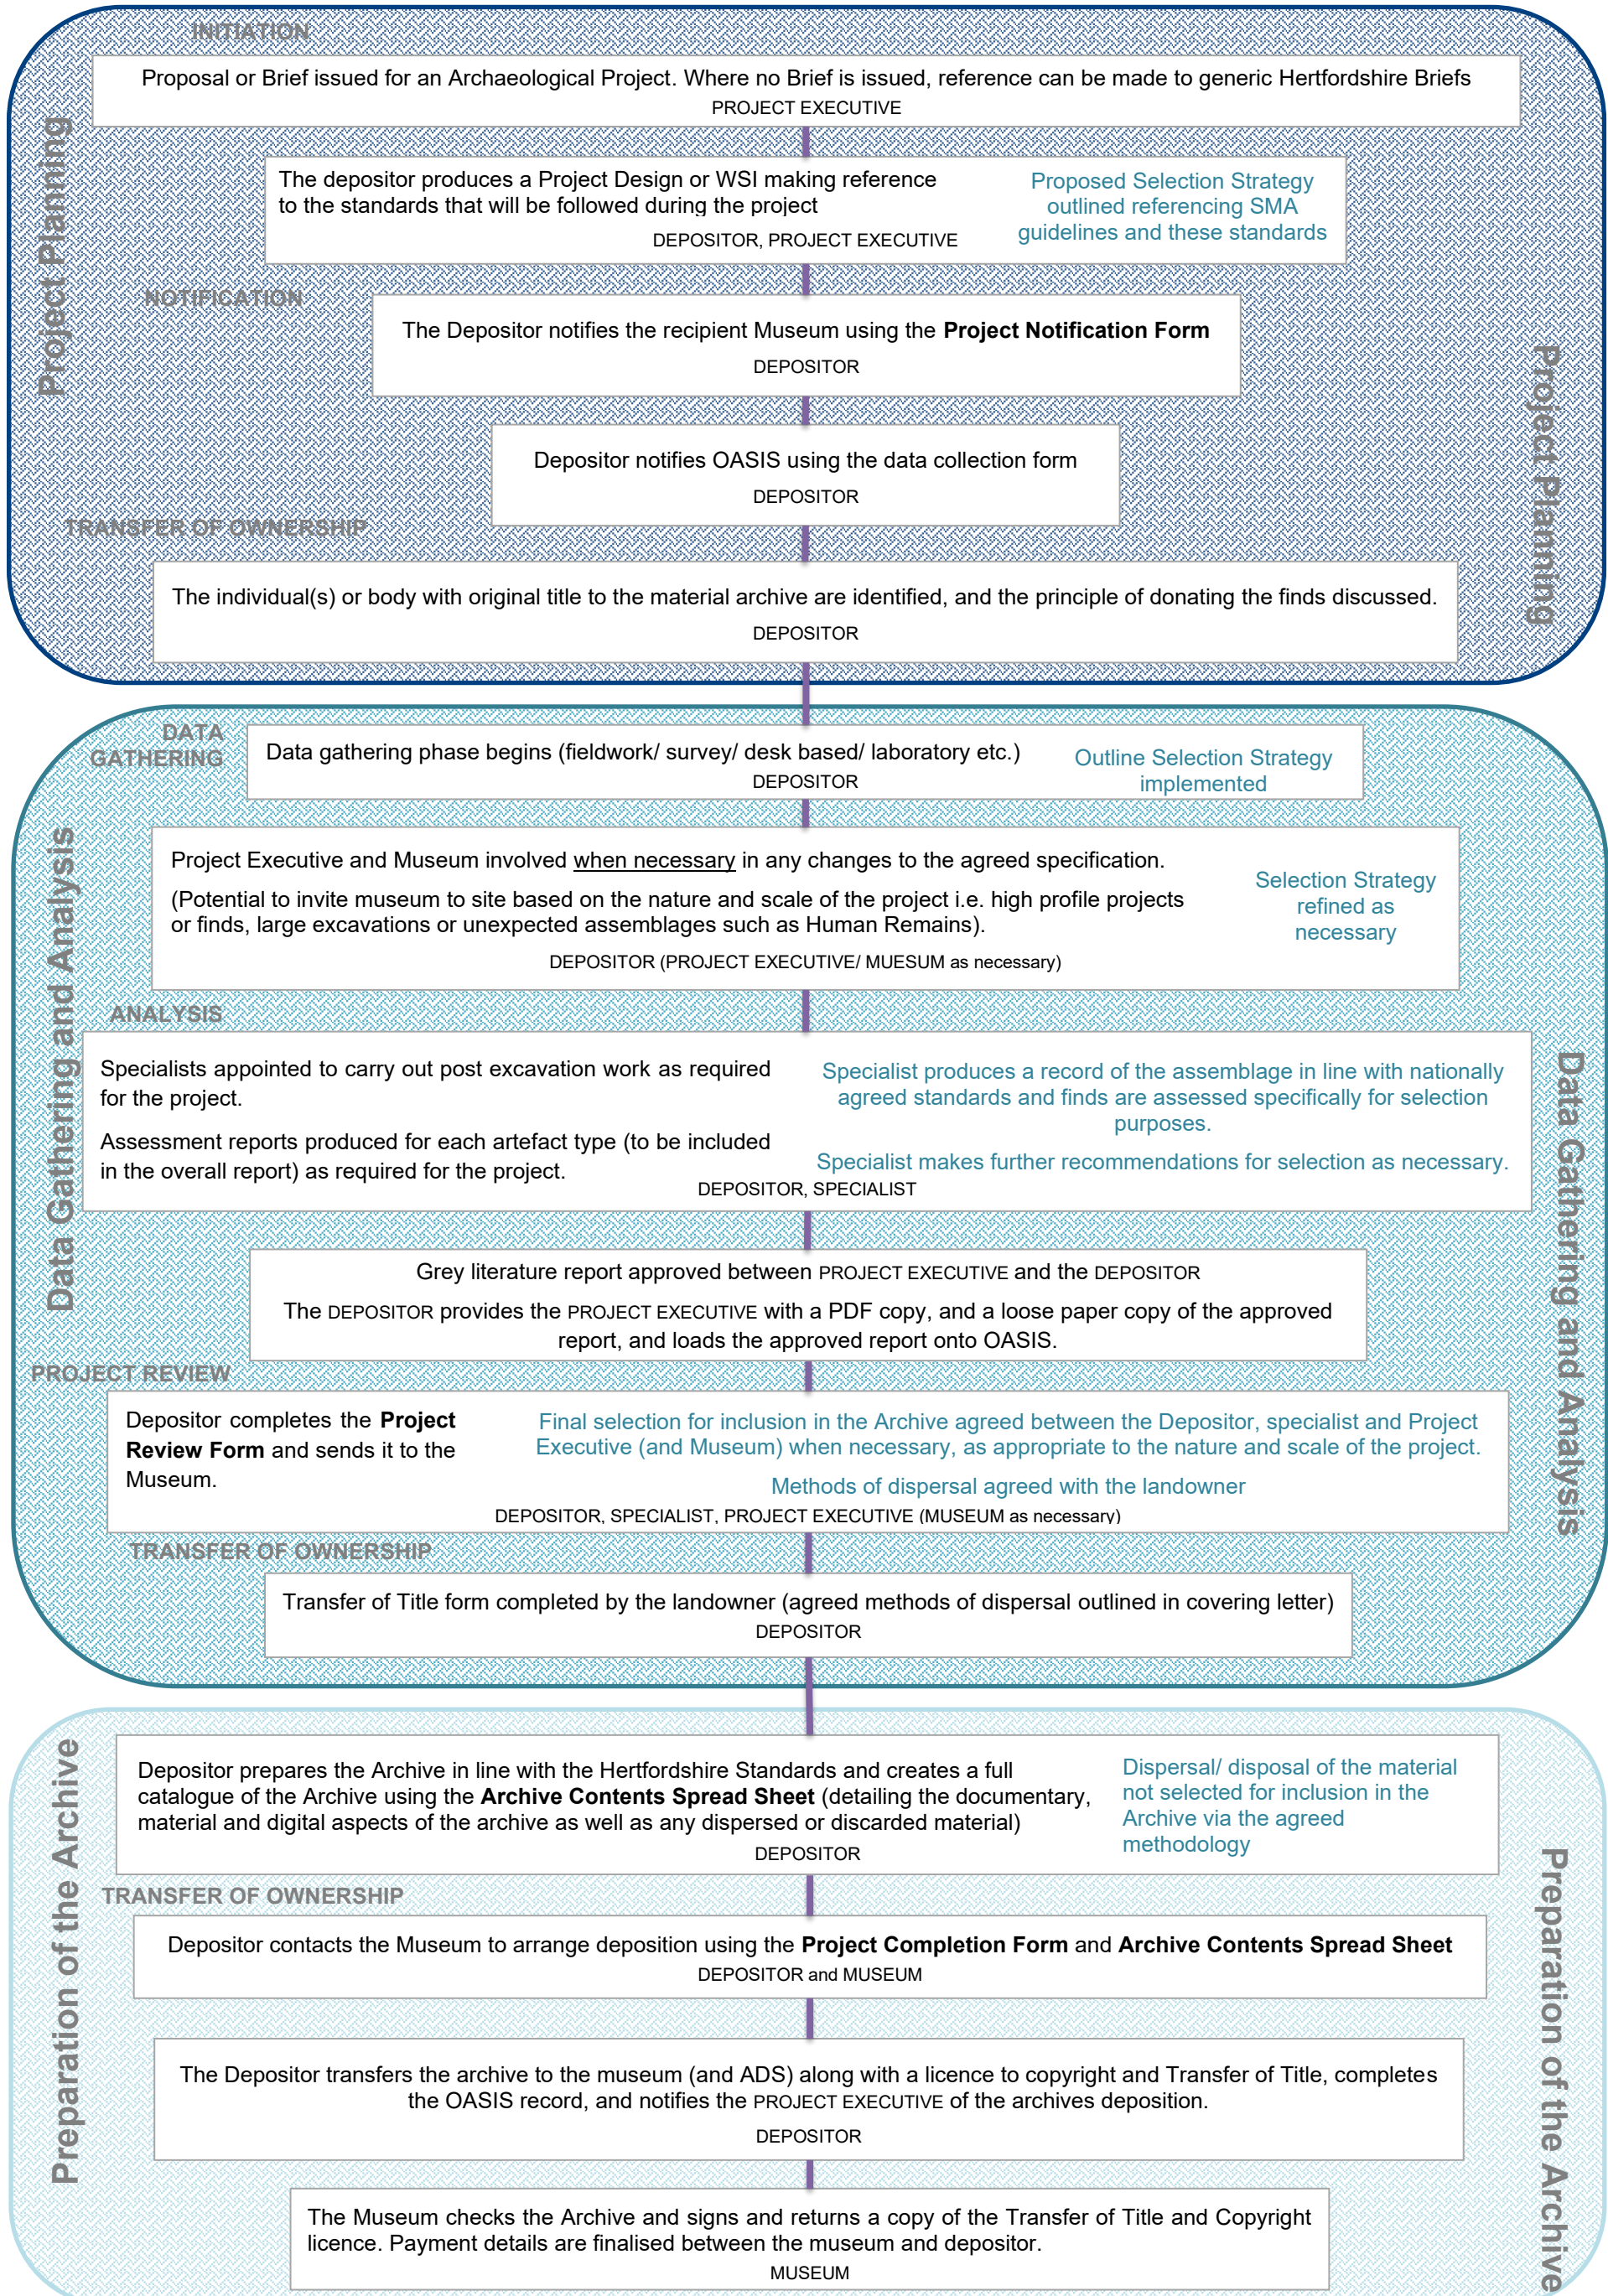 INITIATION
Proposal or Brief issued for an Archaeological Project. Where no Brief is issued, reference can be made to generic Hertfordshire Briefs
PROJECT EXECUTIVE
Project Planning
Project Planning
The depositor produces a Project Design or WSI making reference
to the standards that will be followed during the project
DEPOSITOR, PROJECT EXECUTIVE
Proposed Selection Strategy
outlined referencing SMA
guidelines and these standards
NOTIFICATION
The Depositor notifies the recipient Museum using the Project Notification Form
DEPOSITOR
Depositor notifies OASIS using the data collection form
DEPOSITOR
TRANSFER OF OWNERSHIP
The individual(s) or body with original title to the material archive are identified, and the principle of donating the finds discussed.
DEPOSITOR
DATA
GATHERING
Data gathering phase begins (fieldwork/ survey/ desk based/ laboratory etc.)
DEPOSITOR
Outline Selection Strategy
implemented
Data Gathering and Analysis
Data Gathering and Analysis
Project Executive and Museum involved when necessary in any changes to the agreed specification.
(Potential to invite museum to site based on the nature and scale of the project i.e. high profile projects
or finds, large excavations or unexpected assemblages such as Human Remains).
DEPOSITOR (PROJECT EXECUTIVE/ MUESUM as necessary)
Selection Strategy
refined as
necessary
ANALYSIS
Specialists appointed to carry out post excavation work as required
for the project.
Assessment reports produced for each artefact type (to be included
in the overall report) as required for the project.
Specialist produces a record of the assemblage in line with nationally
agreed standards and finds are assessed specifically for selection
purposes.
Specialist makes further recommendations for selection as necessary.
DEPOSITOR, SPECIALIST
Grey literature report approved between PROJECT EXECUTIVE and the DEPOSITOR
The DEPOSITOR provides the PROJECT EXECUTIVE with a PDF copy, and a loose paper copy of the approved
report, and loads the approved report onto OASIS.
PROJECT REVIEW
Depositor completes the Project
Review Form and sends it to the
Museum.
Final selection for inclusion in the Archive agreed between the Depositor, specialist and Project
Executive (and Museum) when necessary, as appropriate to the nature and scale of the project.
Methods of dispersal agreed with the landowner
DEPOSITOR, SPECIALIST, PROJECT EXECUTIVE (MUSEUM as necessary)
TRANSFER OF OWNERSHIP
Transfer of Title form completed by the landowner (agreed methods of dispersal outlined in covering letter)
DEPOSITOR
Preparation of the Archive
Preparation of the Archive
Depositor prepares the Archive in line with the Hertfordshire Standards and creates a full
catalogue of the Archive using the Archive Contents Spread Sheet (detailing the documentary,
material and digital aspects of the archive as well as any dispersed or discarded material)
DEPOSITOR
Dispersal/ disposal of the material
not selected for inclusion in the
Archive via the agreed
methodology
TRANSFER OF OWNERSHIP
Depositor contacts the Museum to arrange deposition using the Project Completion Form and Archive Contents Spread Sheet
DEPOSITOR and MUSEUM
The Depositor transfers the archive to the museum (and ADS) along with a licence to copyright and Transfer of Title, completes
the OASIS record, and notifies the PROJECT EXECUTIVE of the archives deposition.
DEPOSITOR
The Museum checks the Archive and signs and returns a copy of the Transfer of Title and Copyright
licence. Payment details are finalised between the museum and depositor.
MUSEUM